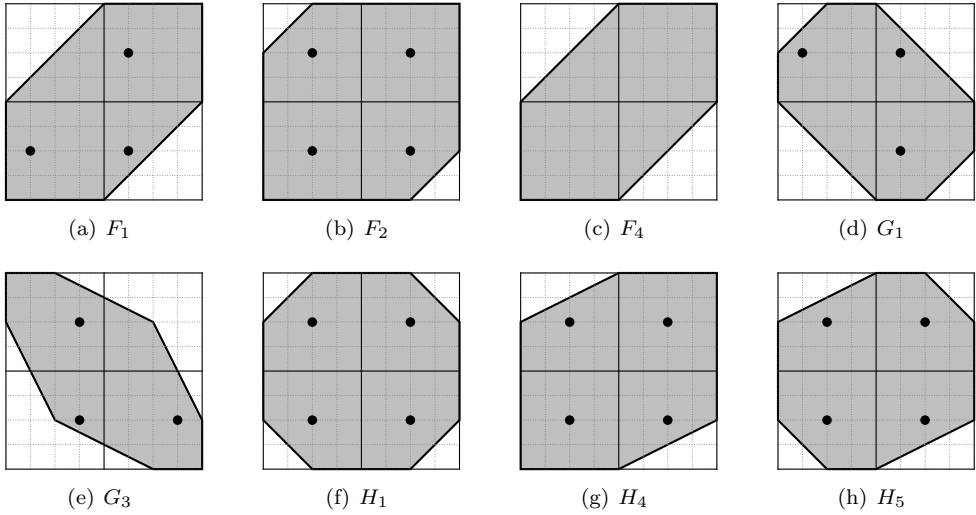 (a) F₁ (b) F₂ (c) F₄ (d) G₁
(e) G₃ (f) H₁ (g) H₄ (h) H₅